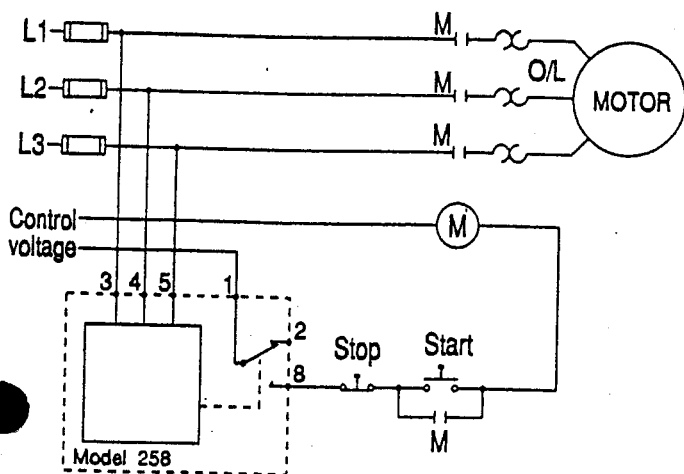 L1
M
L2
M
O/L
MOTOR
L3
M
Control
voltage
M
3 4 5 1
2
8
Stop
Start
M
Model 258